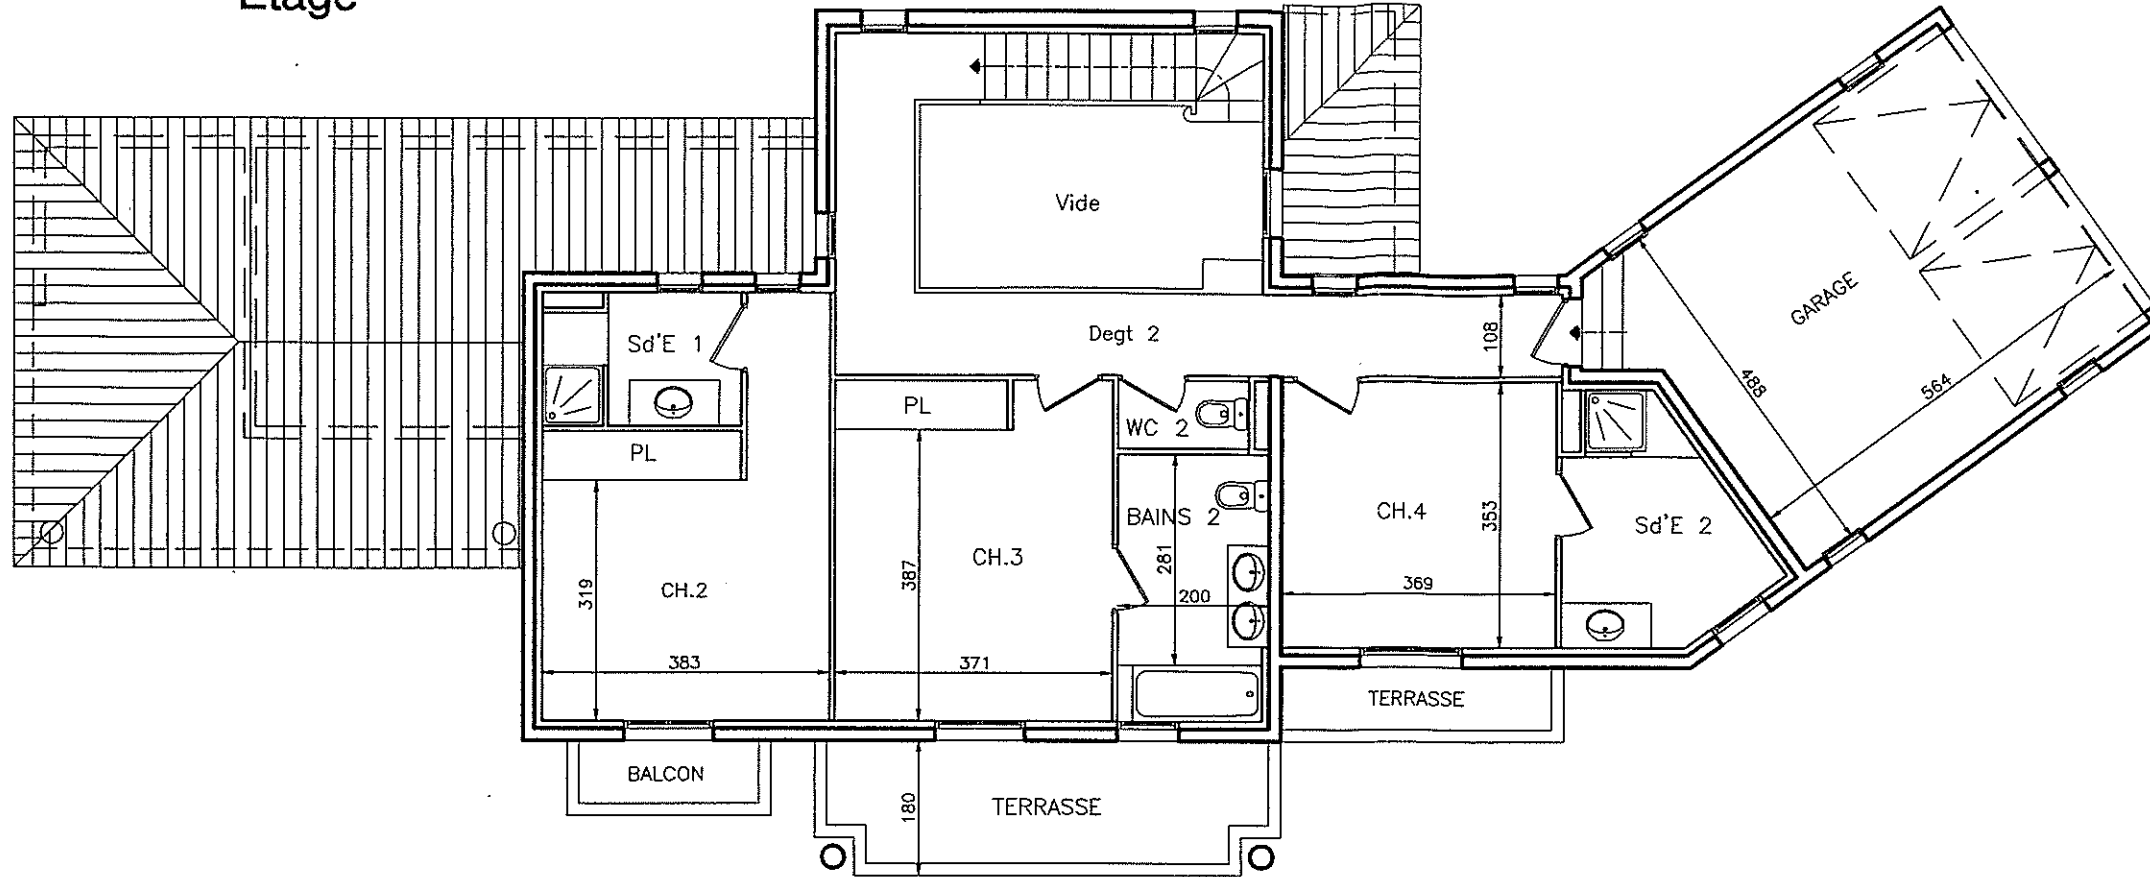 Etage
Vide
GARAGE
Degt 2
108
Sd'E 1
488
564
PL
WC 2
PL
BAINS 2
CH.4
353
Sd'E 2
CH.3
281
387
319
CH.2
200
369
383
371
TERRASSE
BALCON
180
TERRASSE